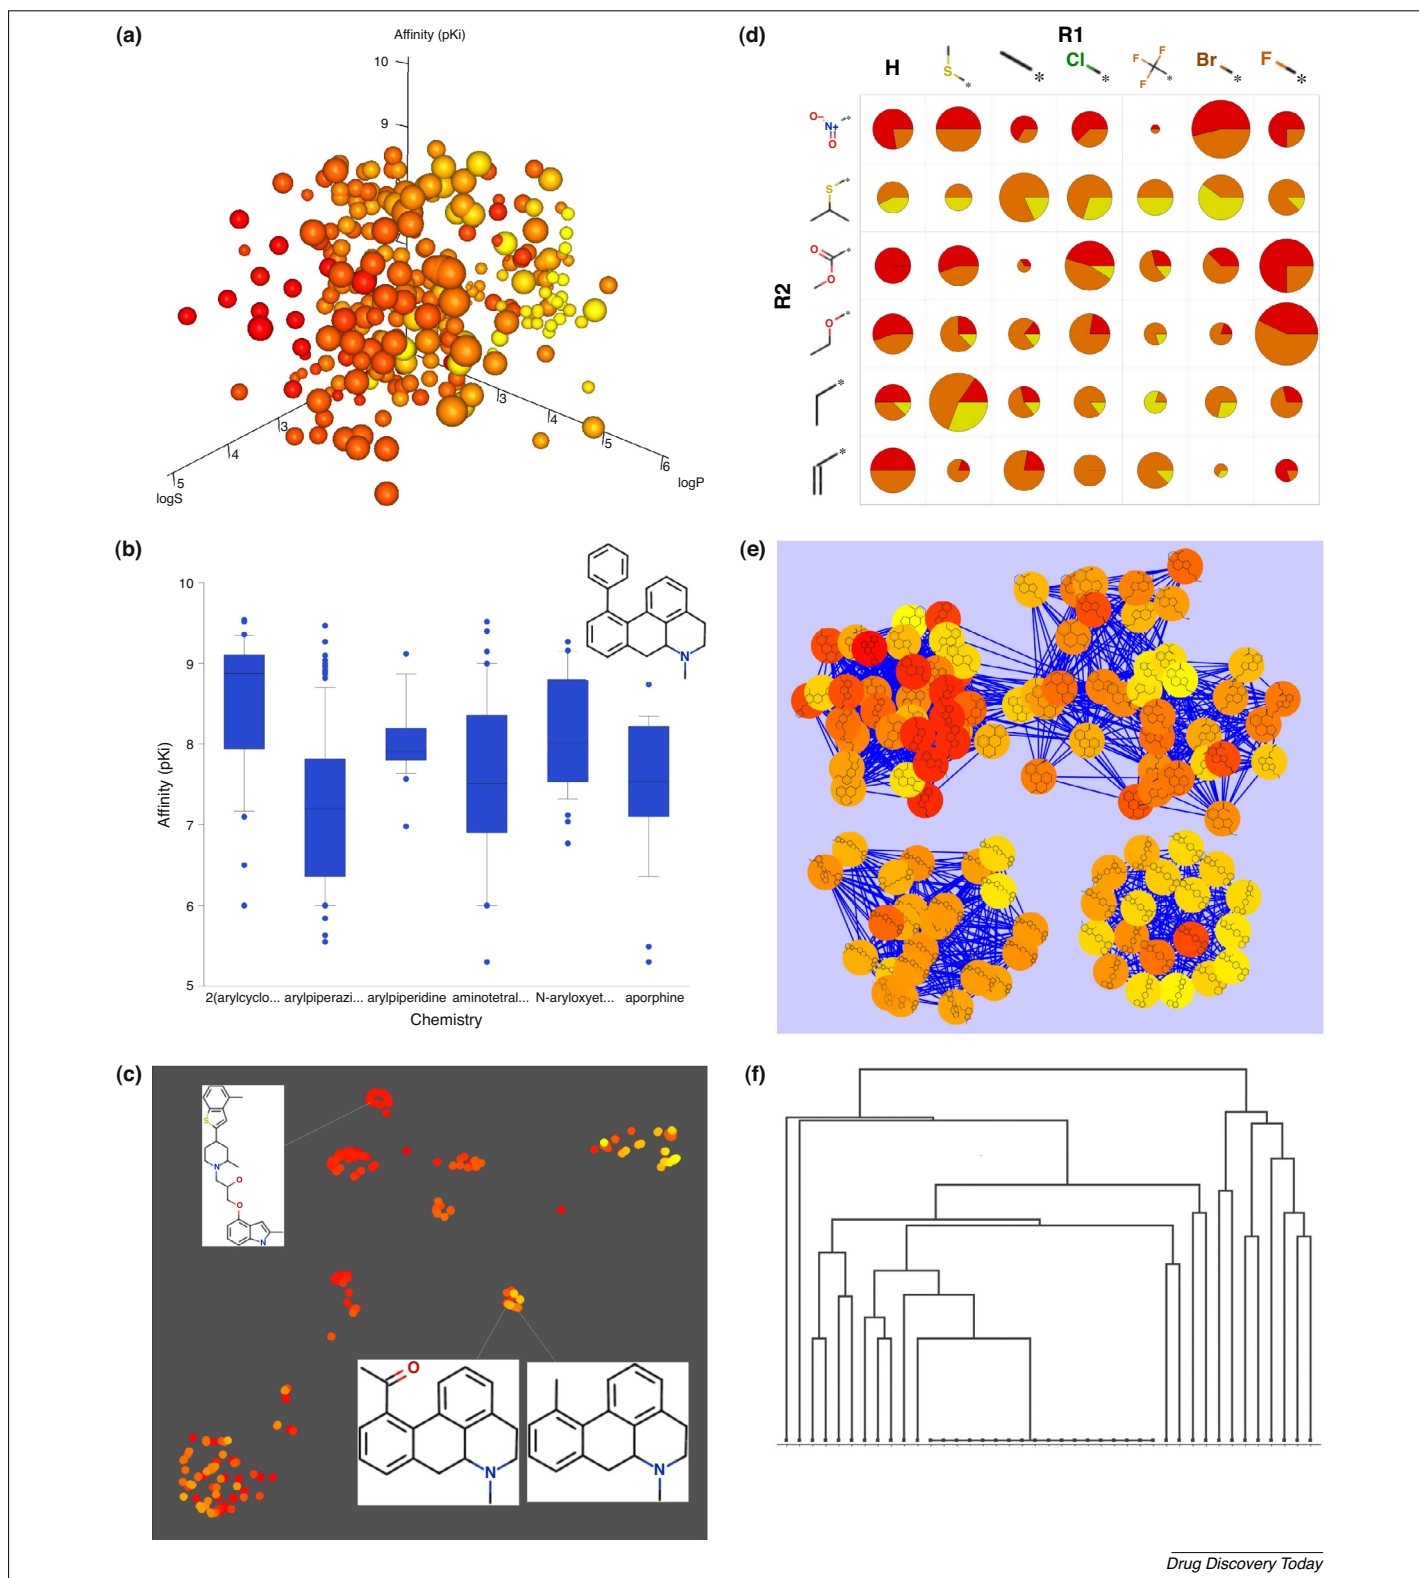 (a)
Affinity (pKi)
10
9
3
4
5
logS
3
4
5
6
logP
(b)
10
9
8
7
6
5
Affinity (pKi)
N
2(arylcyclo...
arylpiperazi...
arylpiperidine
aminotetral...
N-aryloxyet...
aporphine
Chemistry
(c)
S
N
O
O
N
O
N
N
(d)
R1
H
S
*
*
Cl
*
F
F
F
*
Br
*
F
*
R2
O-
N+
O
*
S
*
O
O
*
O
*
*
*
(e)
(f)
Drug Discovery Today